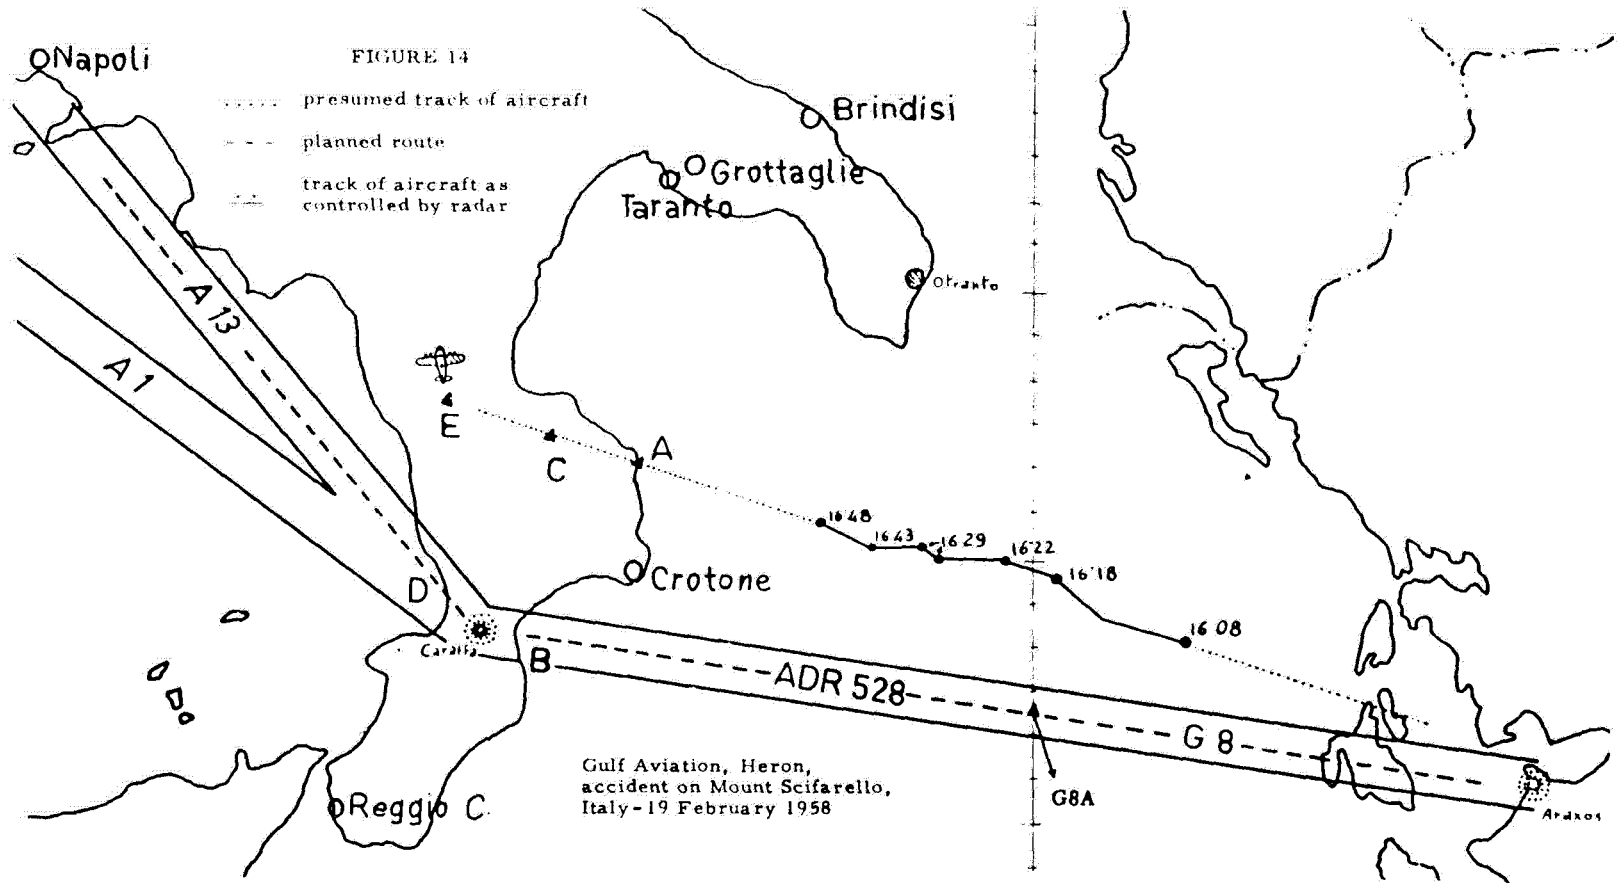 Napoli
FIGURE 14
..... presumed track of aircraft
- - - planned route
track of aircraft as
controlled by radar
Brindisi
Grottaglie
Taranto
Otranto
A 13
A 1
E
C
A
16'48
16 43
16 29
16'22
16'18
16 08
Crotone
D
Caraffa
B
ADR 528
G 8
G8A
Gulf Aviation, Heron,
accident on Mount Scifarello,
Italy-19 February 1958
Reggio C.
Araxos